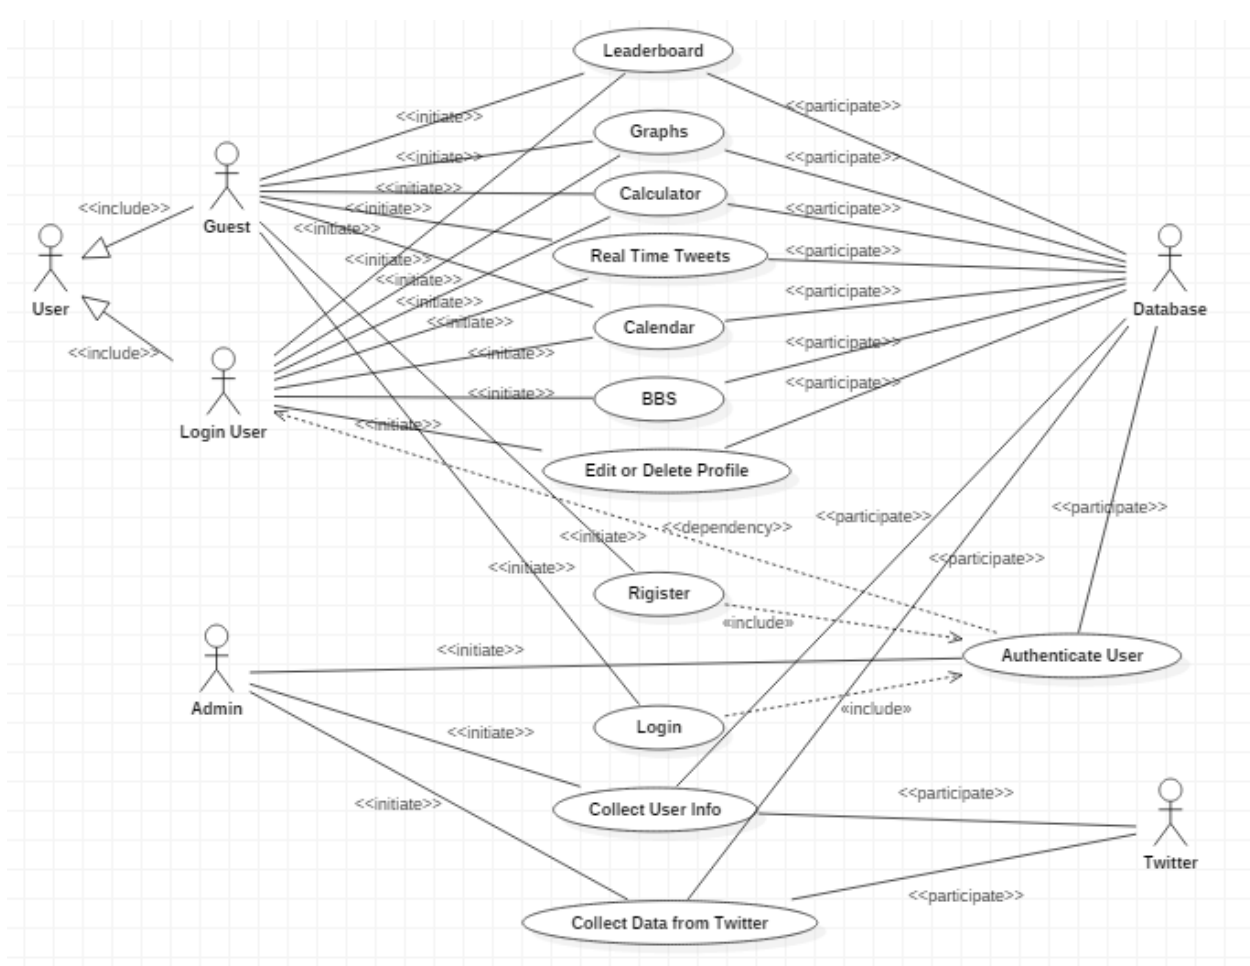 Leaderboard
<<participate>>
<<initiate>>
Graphs
<<initiate>>
<<participate>>
<<initiate>>
Calculator
<<include>>
<<initiate>>
<<participate>>
Guest
<<initiate>>
<<participate>>
Real Time Tweets
<<initiate>>
<<initiate>>
<<participate>>
User
<<initiate>>
Database
<<initiate>>
Calendar
<<participate>>
<<include>>
<<initiate>>
<<participate>>
<<initiate>>
BBS
<<initiate>>
Login User
Edit or Delete Profile
<<participate>>
<<participate>>
<<dependency>>
<<initiate>>
<<participate>>
<<initiate>>
Rigister
«include»
<<initiate>>
Authenticate User
Admin
«include»
Login
<<initiate>>
<<participate>>
<<initiate>>
Collect User Info
Twitter
<<participate>>
Collect Data from Twitter